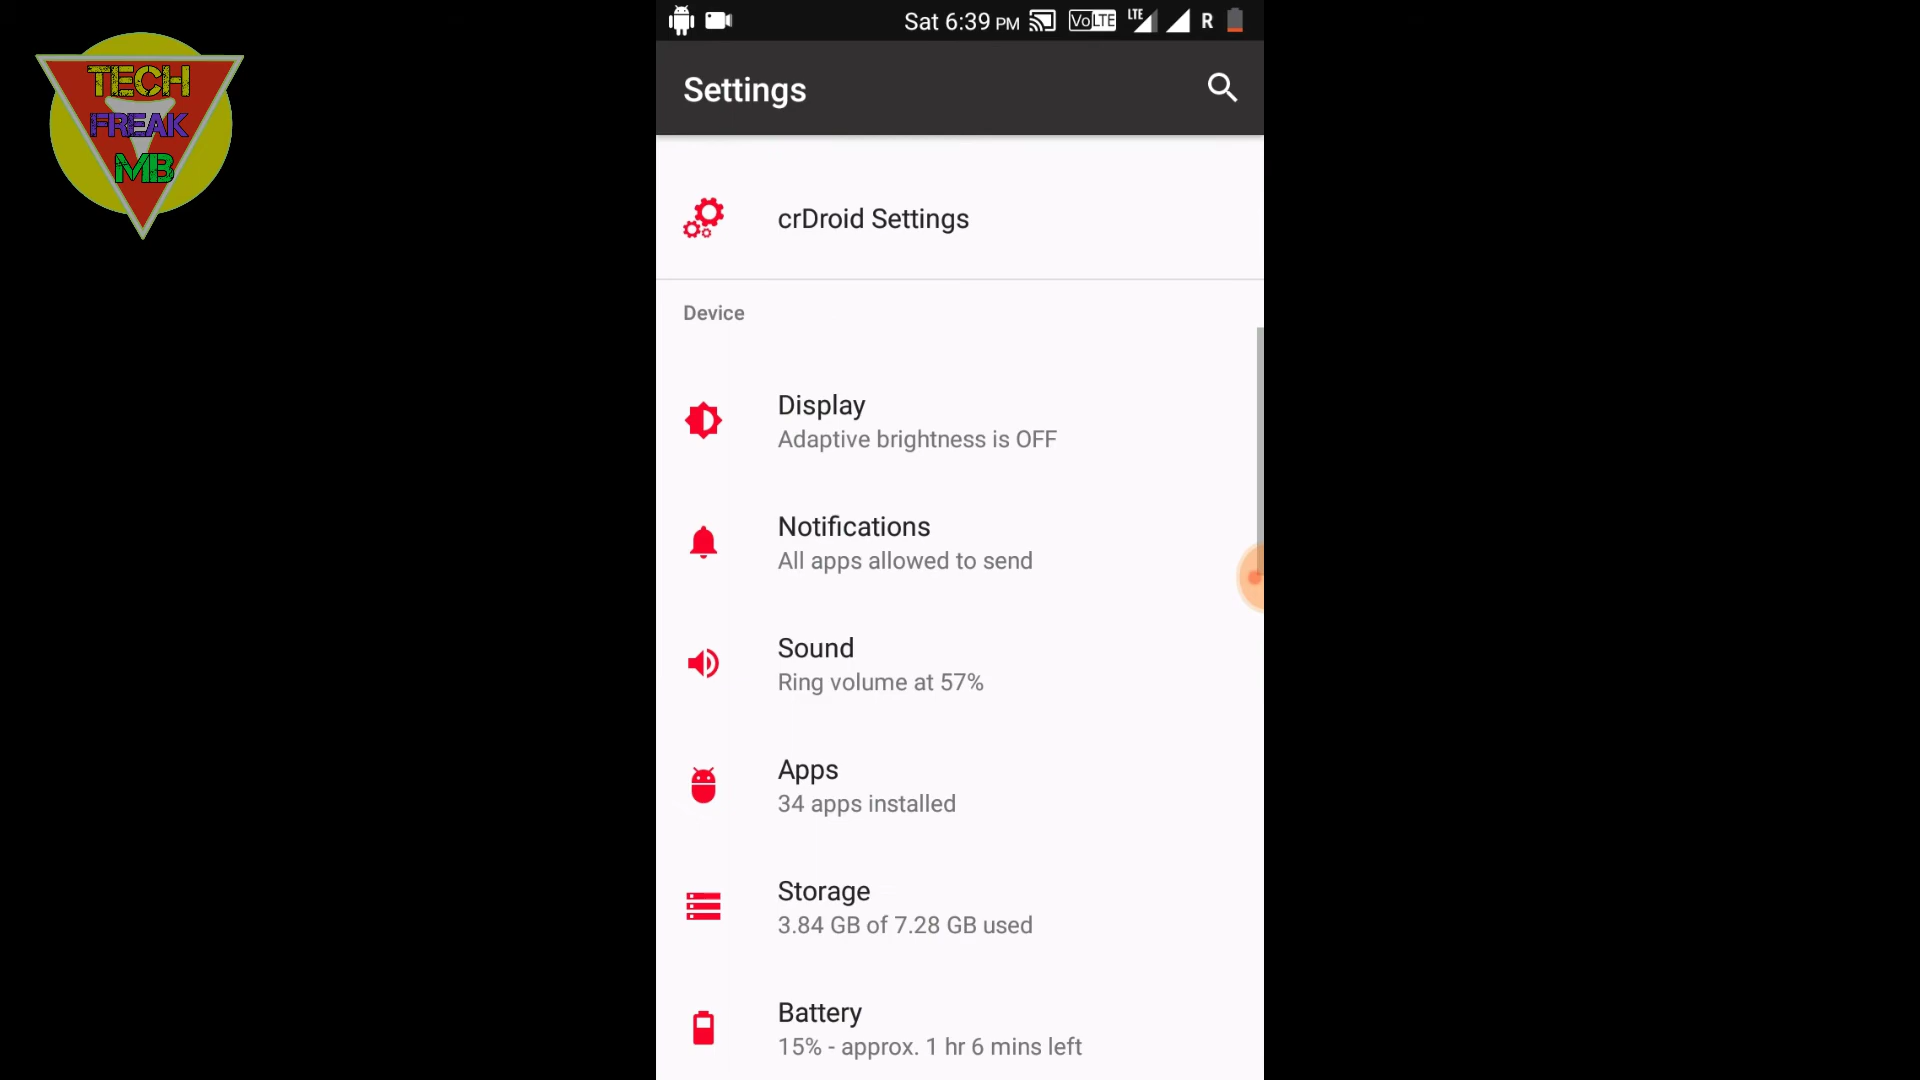 TECH
FREAK
MB
Sat 6:39 PM VoLTE LTE R
Settings
crDroid Settings
Device
Display
Adaptive brightness is OFF
Notifications
All apps allowed to send
Sound
Ring volume at 57%
Apps
34 apps installed
Storage
3.84 GB of 7.28 GB used
Battery
15% - approx. 1 hr 6 mins left